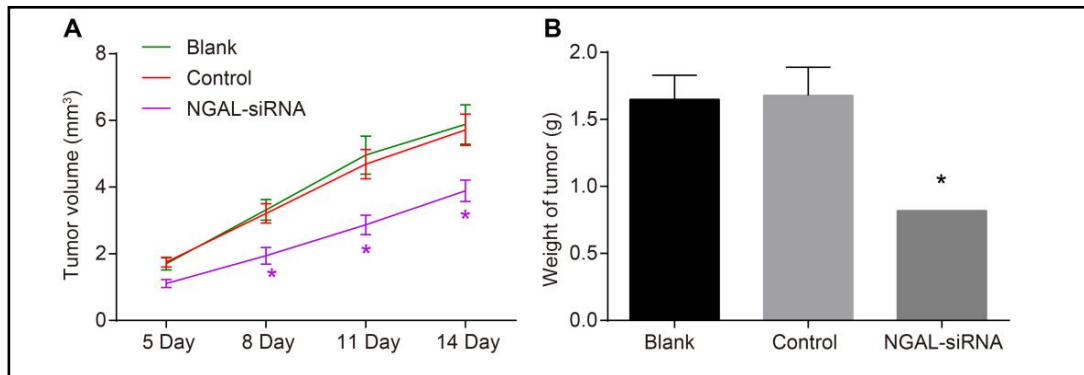 A
Blank
Control
NGAL-siRNA
Tumor volume (mm³)
8
6
4
2
0
*
*
*
5 Day
8 Day
11 Day
14 Day
B
Weight of tumor (g)
2.0
1.5
1.0
0.5
0.0
*
Blank
Control
NGAL-siRNA